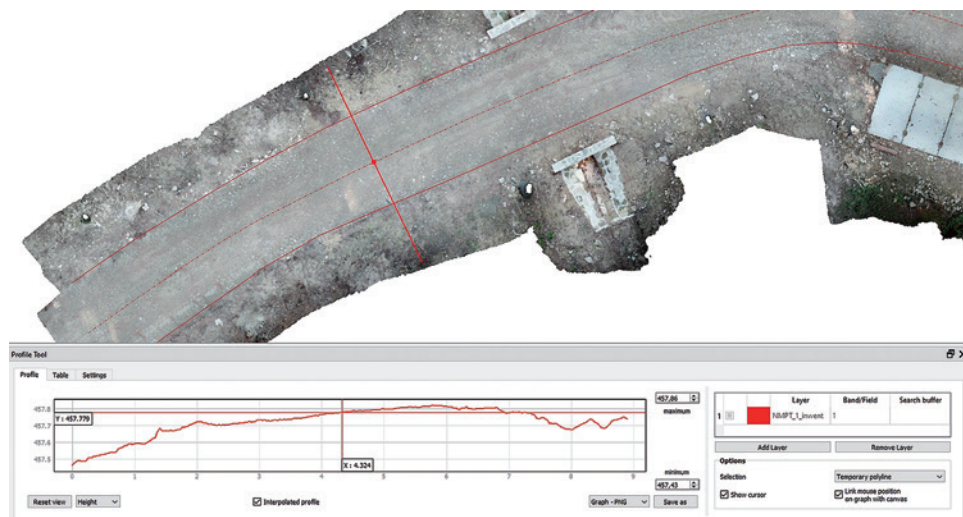 Profile Tool
Profile Table Settings
457.8
457.7
457.6
457.5
Y : 457.779
X : 4.324
0 1 2 3 4 5 6 7 8 9
457,86
maximum
minimum
457,43
Reset view
Height
Interpolated profile
Graph - PNG
Save as
Layer Band/Field Search buffer
1 NMPT_1_inwent 1
Add Layer Remove Layer
Options
Selection Temporary polyline
Show cursor
Link mouse position
on graph with canvas